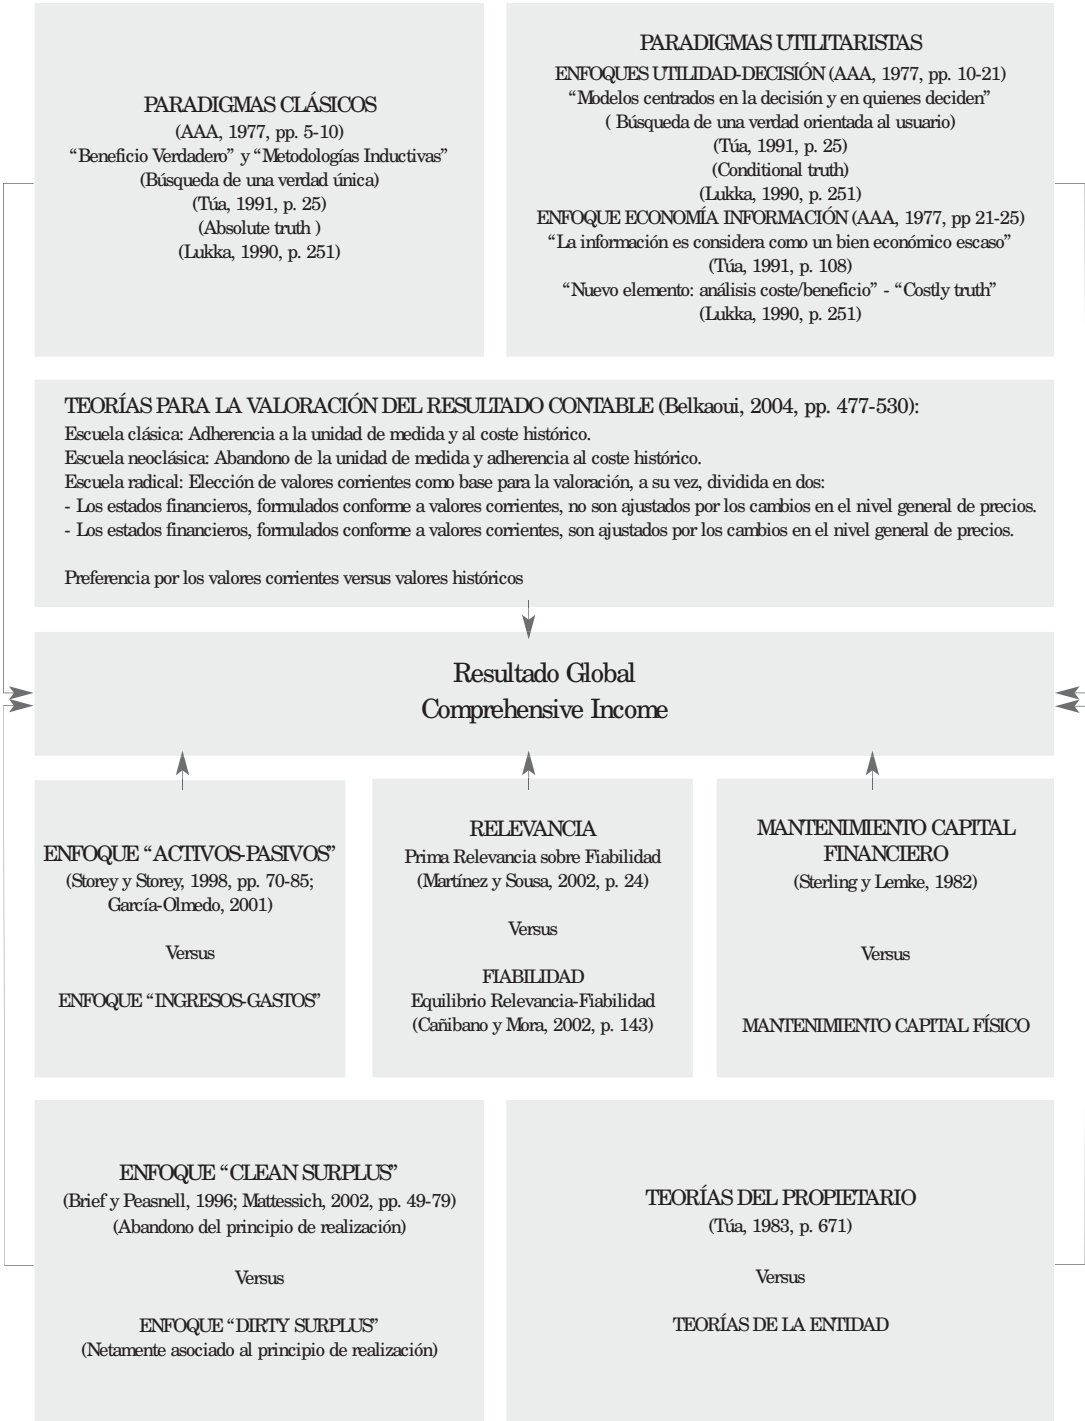 PARADIGMAS CLÁSICOS
(AAA, 1977, pp. 5-10)
“Beneficio Verdadero” y “Metodologías Inductivas”
(Búsqueda de una verdad única)
(Túa, 1991, p. 25)
(Absolute truth )
(Lukka, 1990, p. 251)
PARADIGMAS UTILITARISTAS
ENFOQUES UTILIDAD-DECISIÓN (AAA, 1977, pp. 10-21)
“Modelos centrados en la decisión y en quienes deciden”
( Búsqueda de una verdad orientada al usuario)
(Túa, 1991, p. 25)
(Conditional truth)
(Lukka, 1990, p. 251)
ENFOQUE ECONOMÍA INFORMACIÓN (AAA, 1977, pp 21-25)
“La información es considera como un bien económico escaso”
(Túa, 1991, p. 108)
“Nuevo elemento: análisis coste/beneficio” - “Costly truth”
(Lukka, 1990, p. 251)
TEORÍAS PARA LA VALORACIÓN DEL RESULTADO CONTABLE (Belkaoui, 2004, pp. 477-530):
Escuela clásica: Adherencia a la unidad de medida y al coste histórico.
Escuela neoclásica: Abandono de la unidad de medida y adherencia al coste histórico.
Escuela radical: Elección de valores corrientes como base para la valoración, a su vez, dividida en dos:
- Los estados financieros, formulados conforme a valores corrientes, no son ajustados por los cambios en el nivel general de precios.
- Los estados financieros, formulados conforme a valores corrientes, son ajustados por los cambios en el nivel general de precios.
Preferencia por los valores corrientes versus valores históricos
Resultado Global
Comprehensive Income
ENFOQUE “ACTIVOS-PASIVOS”
(Storey y Storey, 1998, pp. 70-85;
García-Olmedo, 2001)
Versus
ENFOQUE “INGRESOS-GASTOS”
RELEVANCIA
Prima Relevancia sobre Fiabilidad
(Martínez y Sousa, 2002, p. 24)
Versus
FIABILIDAD
Equilibrio Relevancia-Fiabilidad
(Cañibano y Mora, 2002, p. 143)
MANTENIMIENTO CAPITAL
FINANCIERO
(Sterling y Lemke, 1982)
Versus
MANTENIMIENTO CAPITAL FÍSICO
ENFOQUE “CLEAN SURPLUS”
(Brief y Peasnell, 1996; Mattessich, 2002, pp. 49-79)
(Abandono del principio de realización)
Versus
ENFOQUE “DIRTY SURPLUS”
(Netamente asociado al principio de realización)
TEORÍAS DEL PROPIETARIO
(Túa, 1983, p. 671)
Versus
TEORÍAS DE LA ENTIDAD